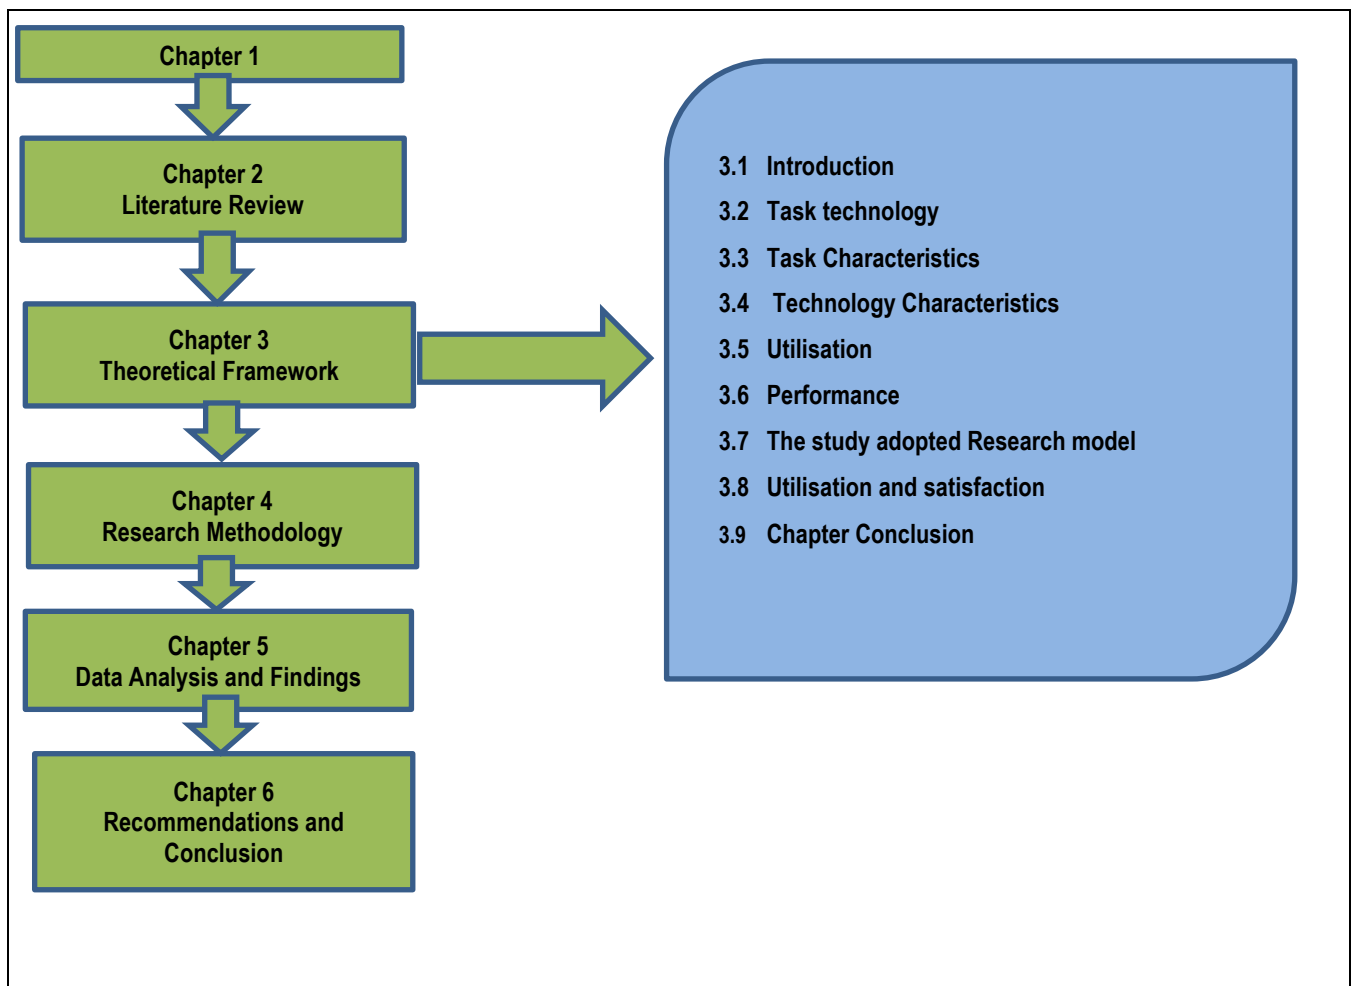 Chapter 1
Chapter 2
Literature Review
Chapter 3
Theoretical Framework
Chapter 4
Research Methodology
Chapter 5
Data Analysis and Findings
Chapter 6
Recommendations and
Conclusion
3.1 Introduction
3.2 Task technology
3.3 Task Characteristics
3.4 Technology Characteristics
3.5 Utilisation
3.6 Performance
3.7 The study adopted Research model
3.8 Utilisation and satisfaction
3.9 Chapter Conclusion